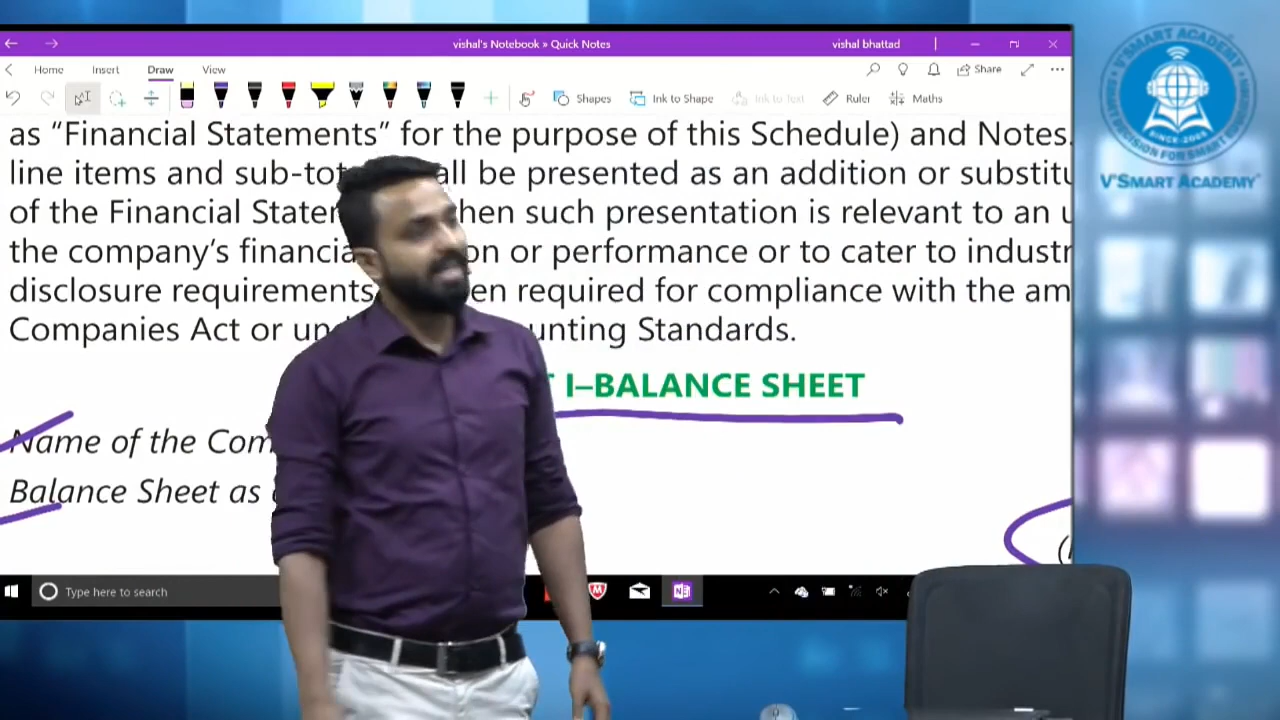 vishal's Notebook » Quick Notes
vishal bhattad
Home Insert Draw View
Share
Shapes
Ink to Shape
Ink to Text
Ruler
Maths
as “Financial Statements” for the purpose of this Schedule) and Notes.
line items and sub-tot all be presented as an addition or substitu
of the Financial Stater hen such presentation is relevant to an u
the company’s financia on or performance or to cater to industr
disclosure requirements en required for compliance with the am
Companies Act or un unting Standards.
I–BALANCE SHEET
Name of the Com
Balance Sheet as
Type here to search
V'SMART ACADEMY
SINCE-2005
V'SMART ACADEMY